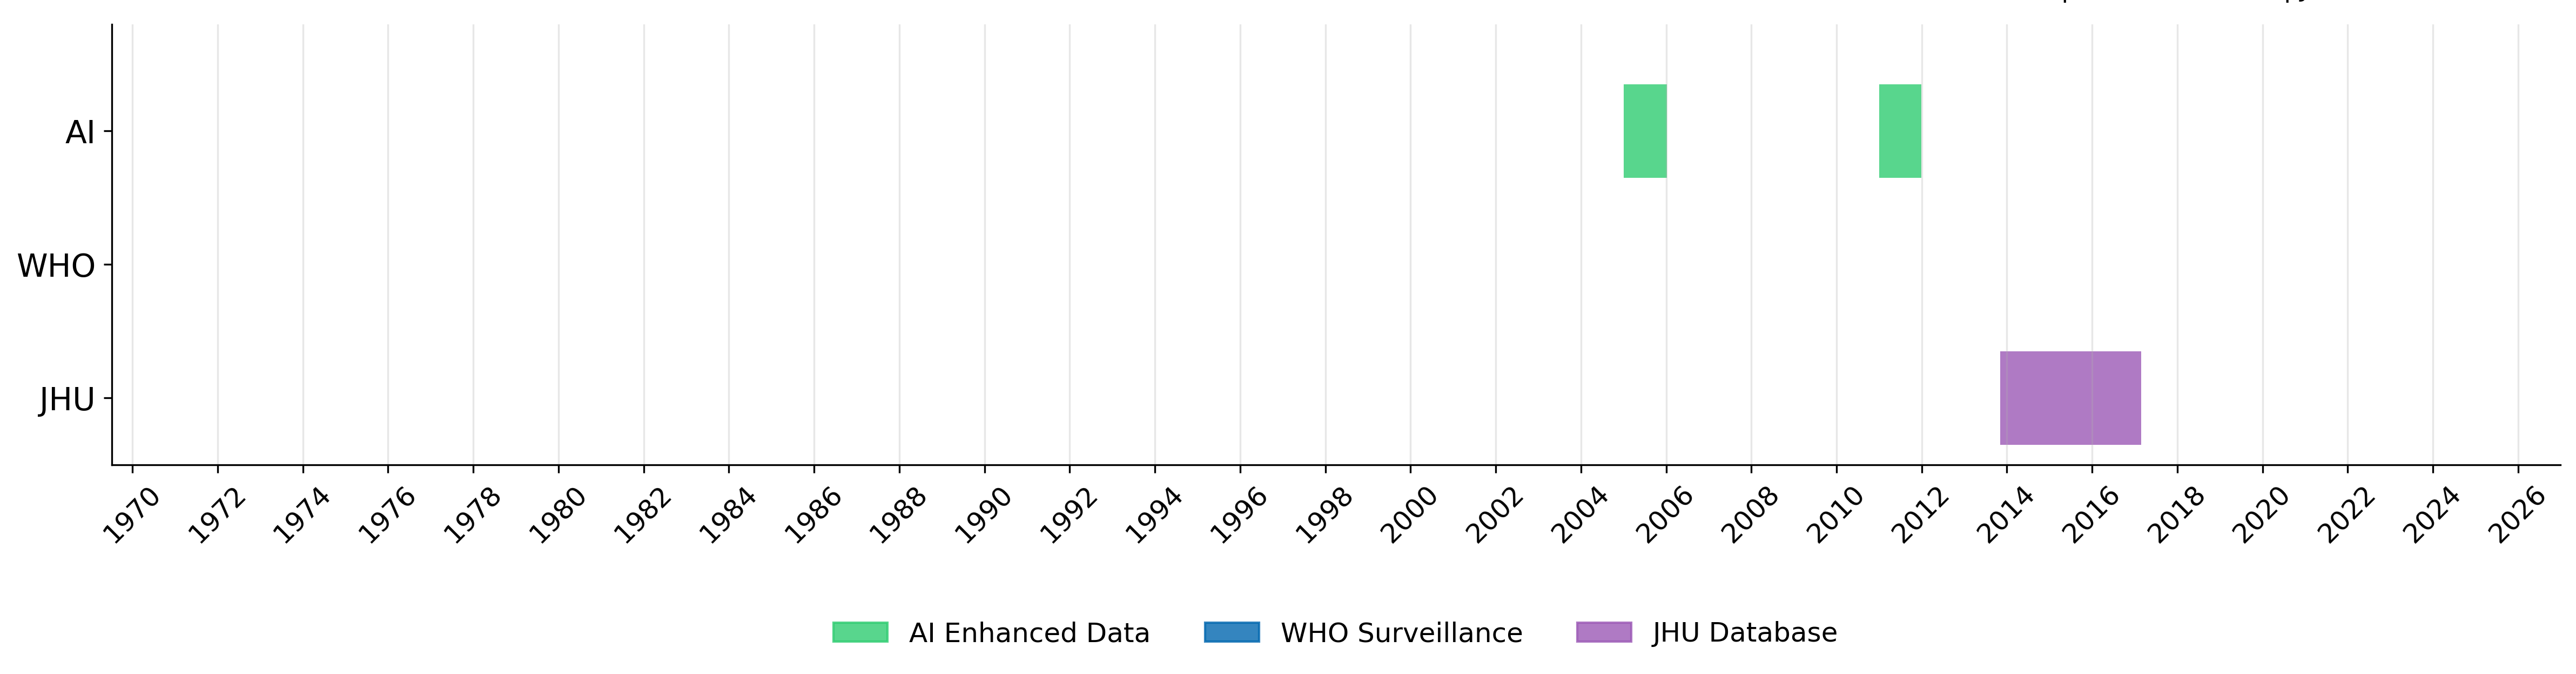 AI
WHO
JHU
1970 1972 1974 1976 1978 1980 1982 1984 1986 1988 1990 1992 1994 1996 1998 2000 2002 2004 2006 2008 2010 2012 2014 2016 2018 2020 2022 2024 2026
AI Enhanced Data WHO Surveillance JHU Database